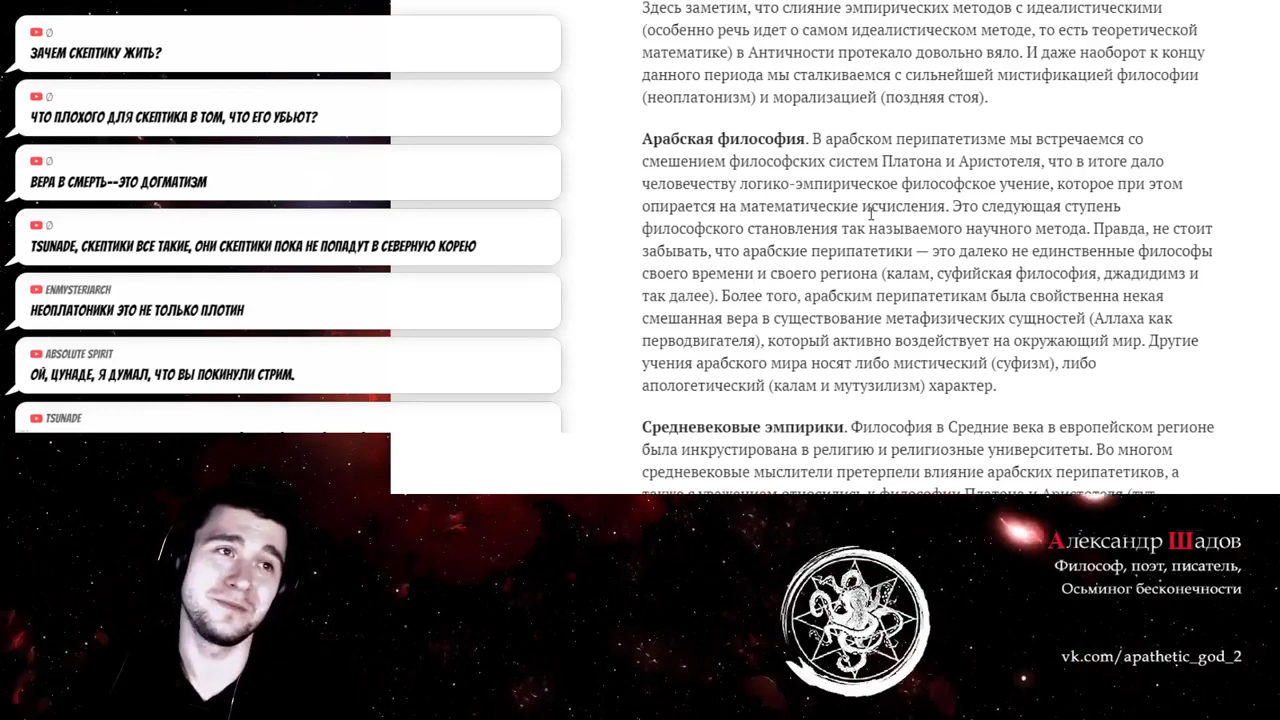 Ø
ЗАЧЕМ СКЕПТИКУ ЖИТЬ?
Ø
ЧТО ПЛОХОГО ДЛЯ СКЕПТИКА В ТОМ, ЧТО ЕГО УБЬЮТ?
Ø
ВЕРА В СМЕРТЬ--ЭТО ДОГМАТИЗМ
Ø
TSUNADE, СКЕПТИКИ ВСЕ ТАКИЕ, ОНИ СКЕПТИКИ ПОКА НЕ ПОПАДУТ В СЕВЕРНУЮ КОРЕЮ
ENMYSTERIARCH
НЕОПЛАТОНИКИ ЭТО НЕ ТОЛЬКО ПЛОТИН
ABSOLUTE SPIRIT
ОЙ, ЦУНАДЕ, Я ДУМАЛ, ЧТО ВЫ ПОКИНУЛИ СТРИМ.
TSUNADE
Здесь заметим, что слияние эмпирических методов с идеалистическими
(особенно речь идет о самом идеалистическом методе, то есть теоретической
математике) в Античности протекало довольно вяло. И даже наоборот к концу
данного периода мы сталкиваемся с сильнейшей мистификацией философии
(неоплатонизм) и морализацией (поздняя стоя).
Арабская философия. В арабском перипатетизме мы встречаемся со
смешением философских систем Платона и Аристотеля, что в итоге дало
человечеству логико-эмпирическое философское учение, которое при этом
опирается на математические исчисления. Это следующая ступень
философского становления так называемого научного метода. Правда, не стоит
забывать, что арабские перипатетики — это далеко не единственные философы
своего времени и своего региона (калам, суфийская философия, джадидимз и
так далее). Более того, арабским перипатетикам была свойственна некая
смешанная вера в существование метафизических сущностей (Аллаха как
перводвигателя), который активно воздействует на окружающий мир. Другие
учения арабского мира носят либо мистический (суфизм), либо
апологетический (калам и мутузилизм) характер.
Средневековые эмпирики. Философия в Средние века в европейском регионе
была инкрустирована в религию и религиозные университеты. Во многом
средневековые мыслители претерпели влияние арабских перипатетиков, а
также с уважением относились к философии Платона и Аристотеля (тут
Александр Шадов
Философ, поэт, писатель,
Осьминог бесконечности
vk.com/apathetic_god_2